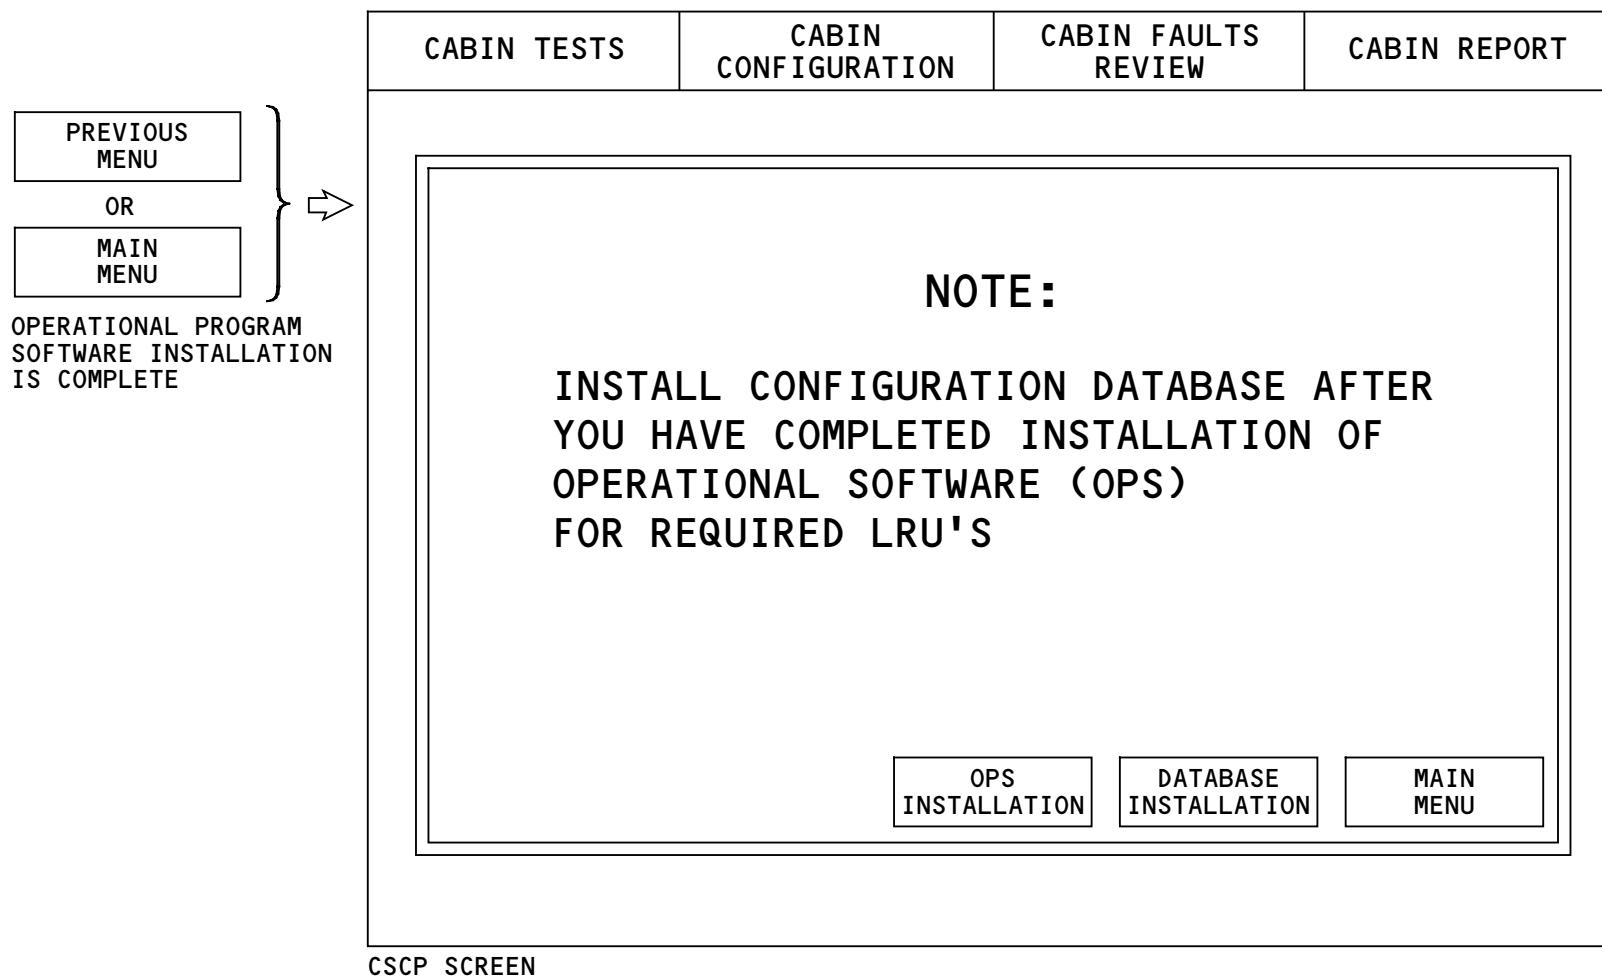 CABIN TESTS
CABIN
CONFIGURATION
CABIN FAULTS
REVIEW
CABIN REPORT
PREVIOUS
MENU
OR
MAIN
MENU
OPERATIONAL PROGRAM
SOFTWARE INSTALLATION
IS COMPLETE
NOTE:
INSTALL CONFIGURATION DATABASE AFTER
YOU HAVE COMPLETED INSTALLATION OF
OPERATIONAL SOFTWARE (OPS)
FOR REQUIRED LRU'S
OPS
INSTALLATION
DATABASE
INSTALLATION
MAIN
MENU
CSCP SCREEN